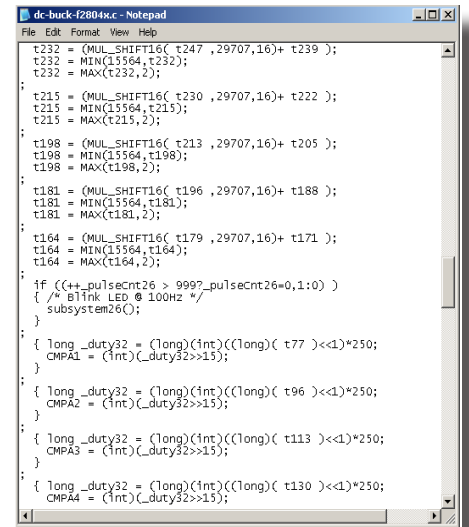 dc-buck-f2804x.c - Notepad
File Edit Format View Help
t232 = (MUL_SHIFT16( t247 ,29707,16)+ t239 );
t232 = MIN(15564,t232);
t232 = MAX(t232,2);
;
t215 = (MUL_SHIFT16( t230 ,29707,16)+ t222 );
t215 = MIN(15564,t215);
t215 = MAX(t215,2);
;
t198 = (MUL_SHIFT16( t213 ,29707,16)+ t205 );
t198 = MIN(15564,t198);
t198 = MAX(t198,2);
;
t181 = (MUL_SHIFT16( t196 ,29707,16)+ t188 );
t181 = MIN(15564,t181);
t181 = MAX(t181,2);
;
t164 = (MUL_SHIFT16( t179 ,29707,16)+ t171 );
t164 = MIN(15564,t164);
t164 = MAX(t164,2);
;
if ((++_pulseCnt26 > 999?_pulseCnt26=0,1:0) )
{ /* Blink LED @ 100Hz */
subsystem26();
}
;
{ long _duty32 = (long)(int)((long)( t77 )<<1)*250;
CMPA1 = (int)(_duty32>>15);
}
;
{ long _duty32 = (long)(int)((long)( t96 )<<1)*250;
CMPA2 = (int)(_duty32>>15);
}
;
{ long _duty32 = (long)(int)((long)( t113 )<<1)*250;
CMPA3 = (int)(_duty32>>15);
}
;
{ long _duty32 = (long)(int)((long)( t130 )<<1)*250;
CMPA4 = (int)(_duty32>>15);